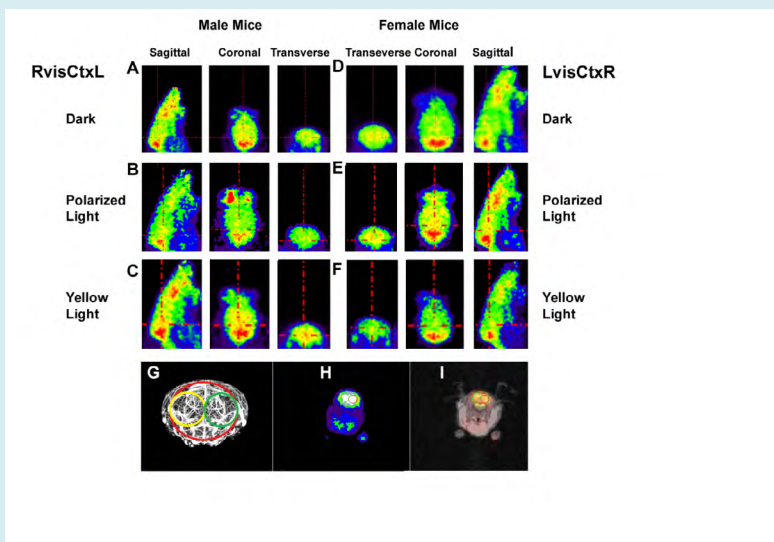 Male Mice Female Mice
Sagittal Coronal Transverse Transeverse Coronal Sagittal
RvisCtxL A D LvisCtxR
Dark Dark
B E
Polarized Light Polarized Light
C F
Yellow Light Yellow Light
G H I